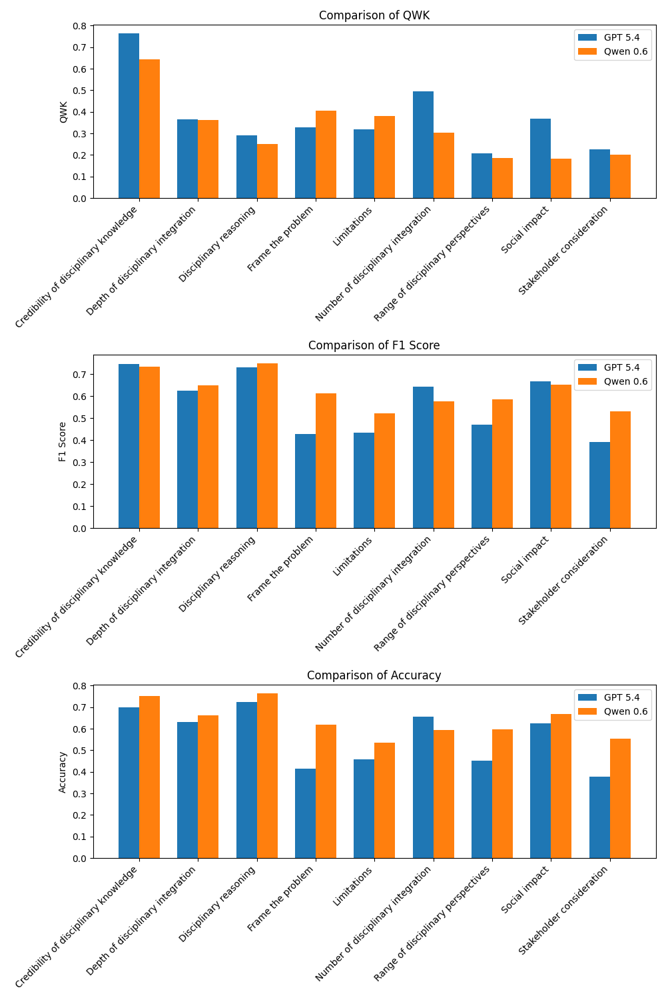 Comparison of QWK
0.8
0.7
0.6
0.5
0.4
0.3
0.2
0.1
0.0
QWK
GPT 5.4
Qwen 0.6
Credibility of disciplinary knowledge
Depth of disciplinary integration
Disciplinary reasoning
Frame the problem
Limitations
Number of disciplinary integration
Range of disciplinary perspectives
Social impact
Stakeholder consideration
Comparison of F1 Score
0.7
0.6
0.5
0.4
0.3
0.2
0.1
0.0
F1 Score
GPT 5.4
Qwen 0.6
Credibility of disciplinary knowledge
Depth of disciplinary integration
Disciplinary reasoning
Frame the problem
Limitations
Number of disciplinary integration
Range of disciplinary perspectives
Social impact
Stakeholder consideration
Comparison of Accuracy
0.8
0.7
0.6
0.5
0.4
0.3
0.2
0.1
0.0
Accuracy
GPT 5.4
Qwen 0.6
Credibility of disciplinary knowledge
Depth of disciplinary integration
Disciplinary reasoning
Frame the problem
Limitations
Number of disciplinary integration
Range of disciplinary perspectives
Social impact
Stakeholder consideration